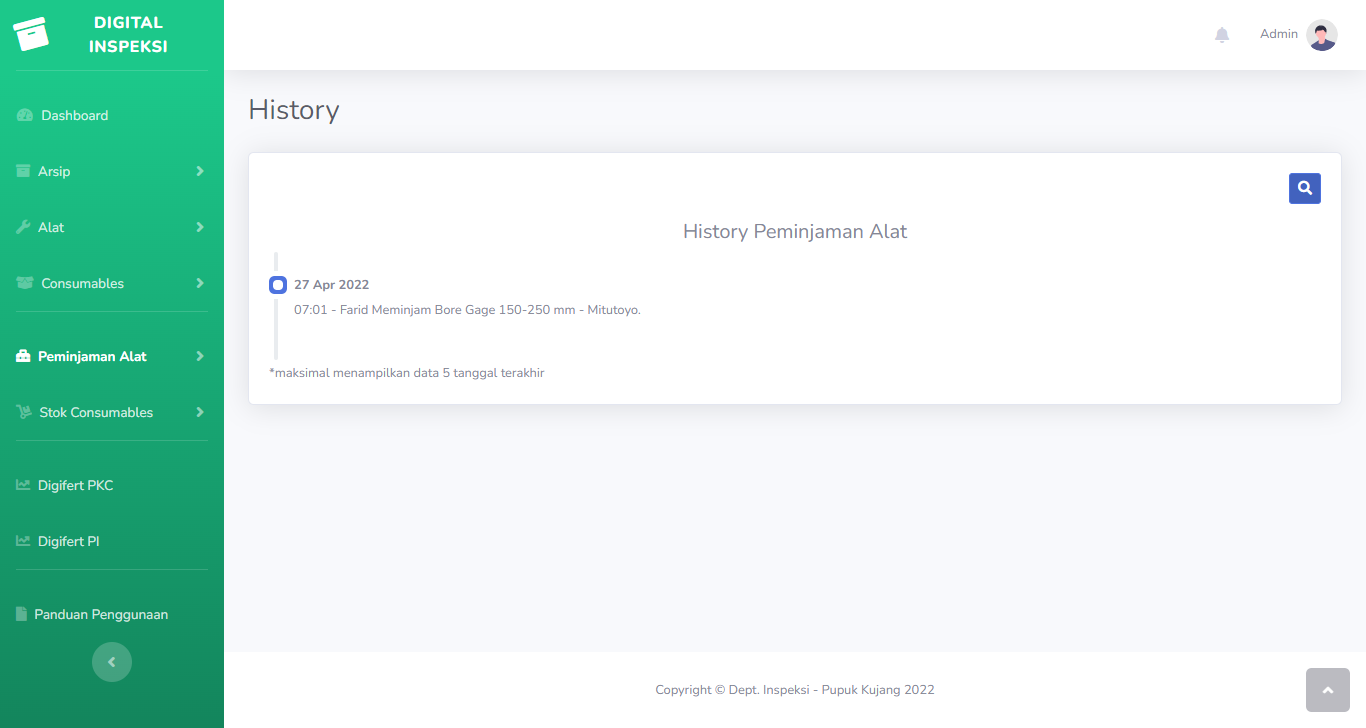 DIGITAL
INSPEKSI
Dashboard
Arsip
Alat
Consumables
Peminjaman Alat
Stok Consumables
Digifert PKC
Digifert PI
Panduan Penggunaan
Admin
History
History Peminjaman Alat
27 Apr 2022
07:01 - Farid Meminjam Bore Gage 150-250 mm - Mitutoyo.
*maksimal menampilkan data 5 tanggal terakhir
Copyright © Dept. Inspeksi - Pupuk Kujang 2022